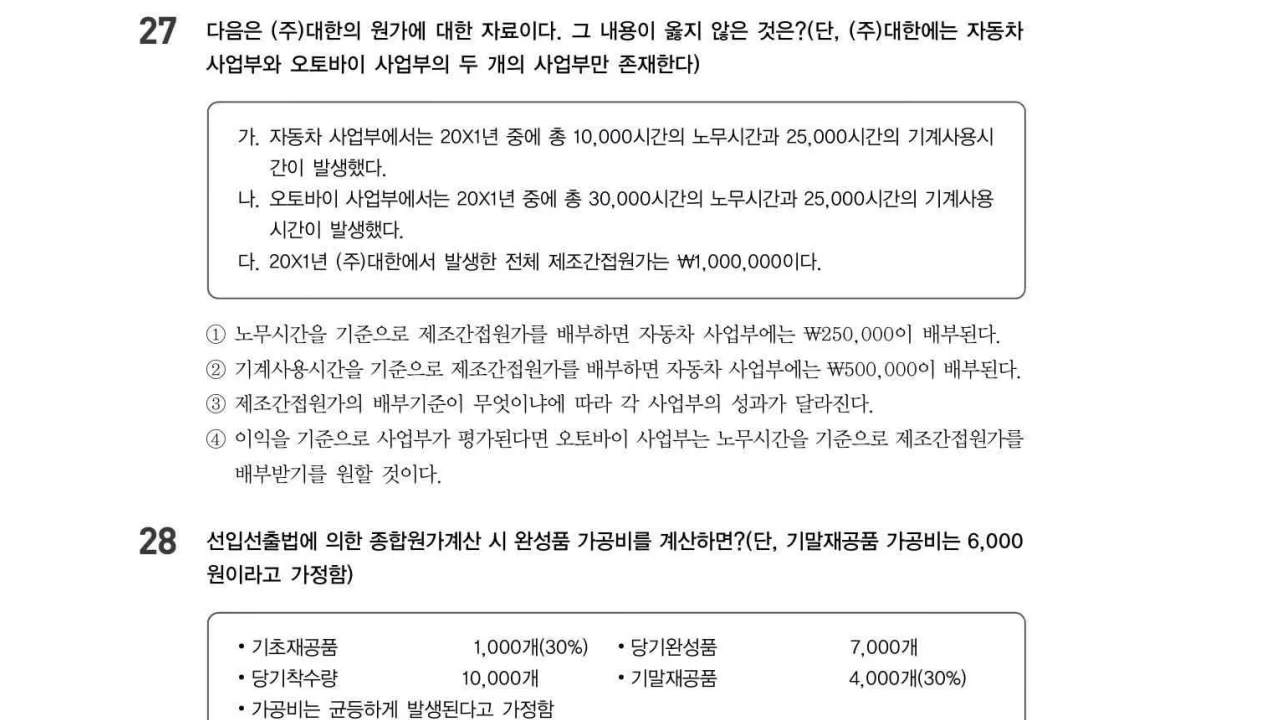 27 다음은 (주)대한의 원가에 대한 자료이다. 그 내용이 옳지 않은 것은?(단, (주)대한에는 자동차
사업부와 오토바이 사업부의 두 개의 사업부만 존재한다)
가. 자동차 사업부에서는 20X1년 중에 총 10,000시간의 노무시간과 25,000시간의 기계사용시
간이 발생했다.
나. 오토바이 사업부에서는 20X1년 중에 총 30,000시간의 노무시간과 25,000시간의 기계사용
시간이 발생했다.
다. 20X1년 (주)대한에서 발생한 전체 제조간접원가는 ₩1,000,000이다.
① 노무시간을 기준으로 제조간접원가를 배부하면 자동차 사업부에는 ₩250,000이 배부된다.
② 기계사용시간을 기준으로 제조간접원가를 배부하면 자동차 사업부에는 ₩500,000이 배부된다.
③ 제조간접원가의 배부기준이 무엇이냐에 따라 각 사업부의 성과가 달라진다.
④ 이익을 기준으로 사업부가 평가된다면 오토바이 사업부는 노무시간을 기준으로 제조간접원가를
배부받기를 원할 것이다.
28 선입선출법에 의한 종합원가계산 시 완성품 가공비를 계산하면?(단, 기말재공품 가공비는 6,000
원이라고 가정함)
• 기초재공품 1,000개(30%) • 당기완성품 7,000개
• 당기착수량 10,000개 • 기말재공품 4,000개(30%)
• 가공비는 균등하게 발생된다고 가정함